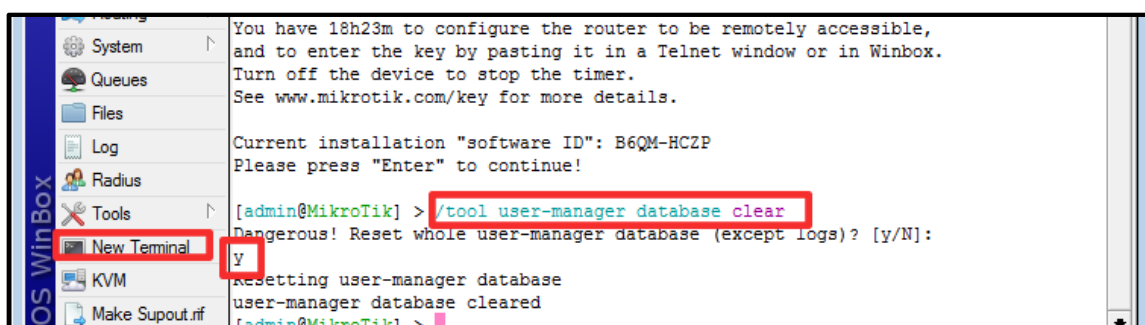 Routing
System
Queues
Files
Log
Radius
Tools
New Terminal
KVM
Make Supout.rif
OS WinBox
You have 18h23m to configure the router to be remotely accessible,
and to enter the key by pasting it in a Telnet window or in Winbox.
Turn off the device to stop the timer.
See www.mikrotik.com/key for more details.
Current installation "software ID": B6QM-HCZP
Please press "Enter" to continue!
[admin@MikroTik] > /tool user-manager database clear
Dangerous! Reset whole user-manager database (except logs)? [y/N]:
y
Resetting user-manager database
user-manager database cleared
[admin@MikroTik] >